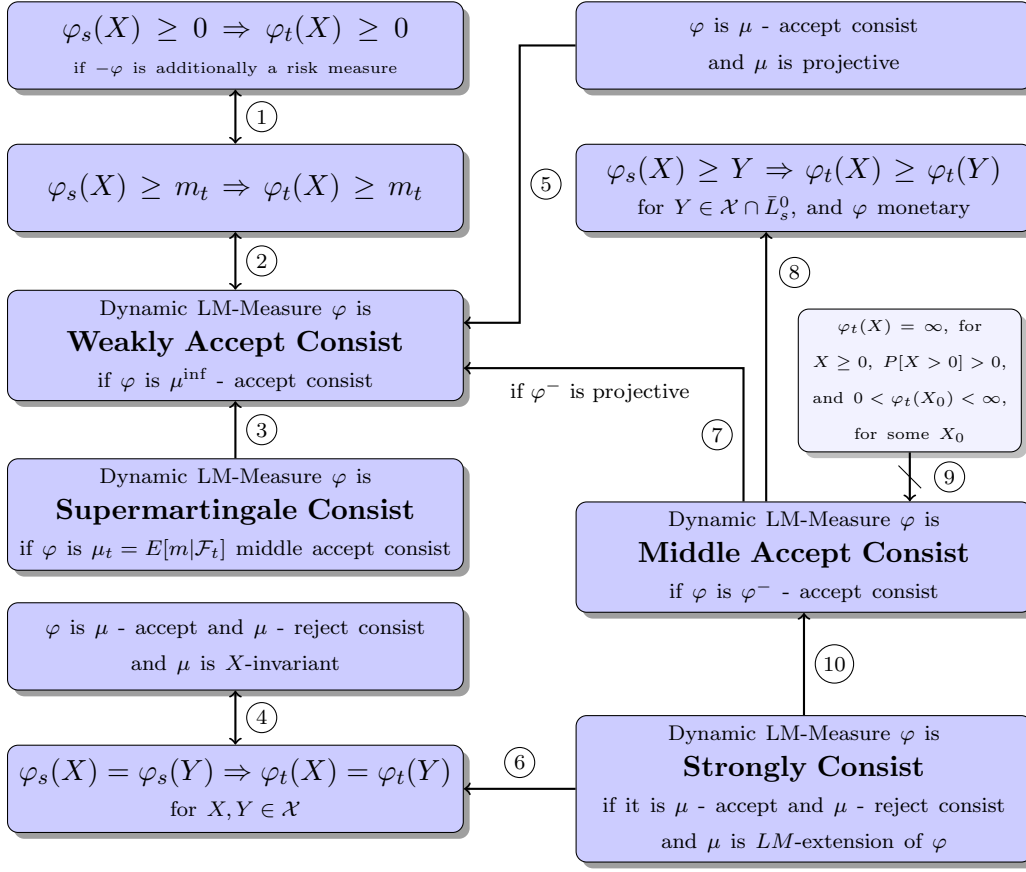 φ_s(X) ≥ 0 ⇒ φ_t(X) ≥ 0
if −φ is additionally a risk measure
①
φ_s(X) ≥ m_t ⇒ φ_t(X) ≥ m_t
②
Dynamic LM-Measure φ is
Weakly Accept Consist
if φ is μ^inf - accept consist
③
Dynamic LM-Measure φ is
Supermartingale Consist
if φ is μ_t = E[m|ℱ_t] middle accept consist
φ is μ - accept and μ - reject consist
and μ is X-invariant
④
φ_s(X) = φ_s(Y) ⇒ φ_t(X) = φ_t(Y)
for X, Y ∈ 𝒳
⑤
if φ^− is projective
⑦
⑥
φ is μ - accept consist
and μ is projective
φ_s(X) ≥ Y ⇒ φ_t(X) ≥ φ_t(Y)
for Y ∈ 𝒳 ∩ L̄^0_s, and φ monetary
⑧
φ_t(X) = ∞, for
X ≥ 0, P[X > 0] > 0,
and 0 < φ_t(X_0) < ∞,
for some X_0
⑨
Dynamic LM-Measure φ is
Middle Accept Consist
if φ is φ^− - accept consist
⑩
Dynamic LM-Measure φ is
Strongly Consist
if it is μ - accept and μ - reject consist
and μ is LM-extension of φ